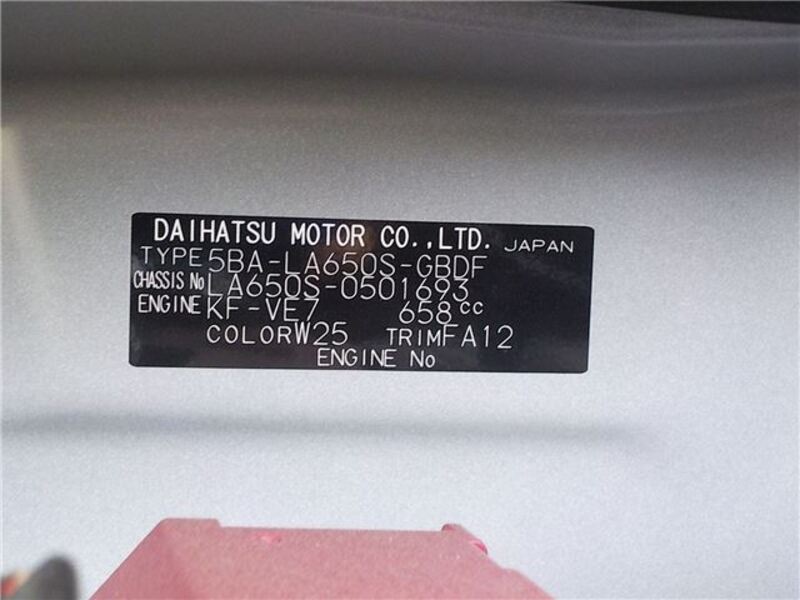 DAIHATSU MOTOR CO.,LTD. JAPAN
TYPE 5BA-LA650S-GBDF
CHASSIS No LA650S-0501693
ENGINE KF-VE7 658cc
COLOR W25 TRIM FA12
ENGINE No